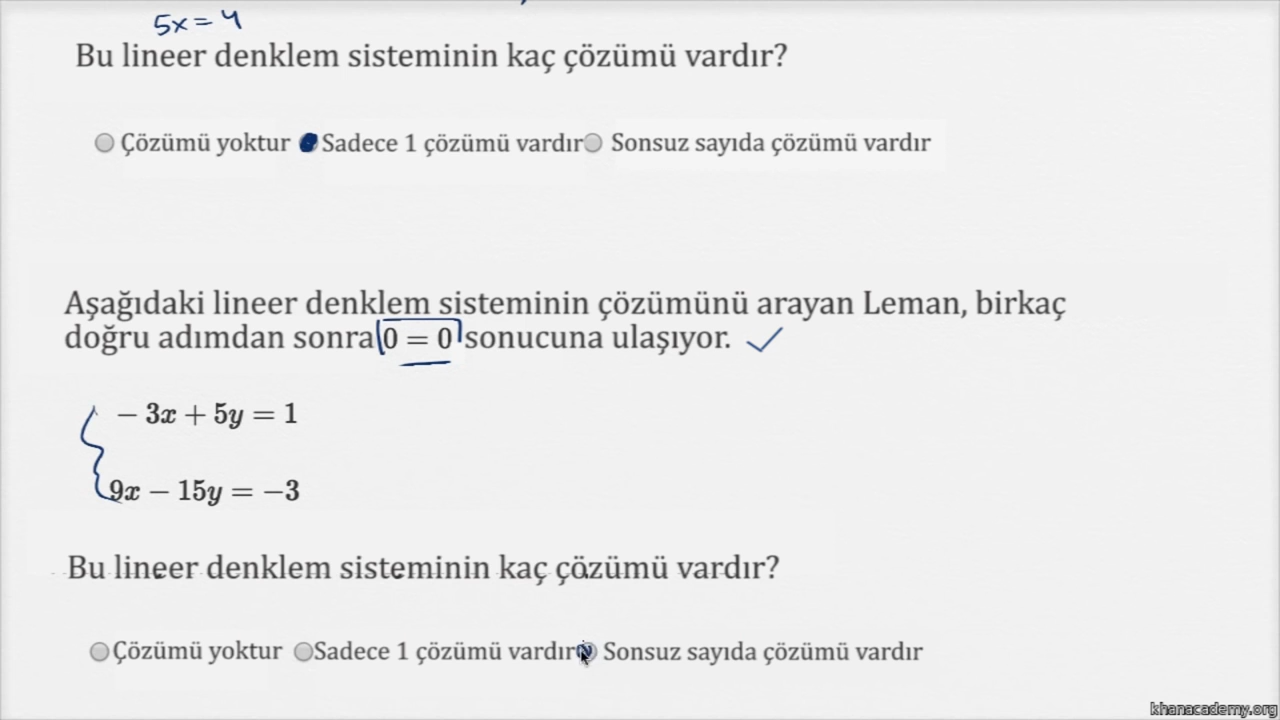 5x = 4
Bu lineer denklem sisteminin kaç çözümü vardır?
Çözümü yoktur Sadece 1 çözümü vardır Sonsuz sayıda çözümü vardır
Aşağıdaki lineer denklem sisteminin çözümünü arayan Leman, birkaç
doğru adımdan sonra 0 = 0 sonucuna ulaşıyor.
− 3x + 5y = 1
9x − 15y = −3
Bu lineer denklem sisteminin kaç çözümü vardır?
Çözümü yoktur Sadece 1 çözümü vardır Sonsuz sayıda çözümü vardır
khanacademy.org